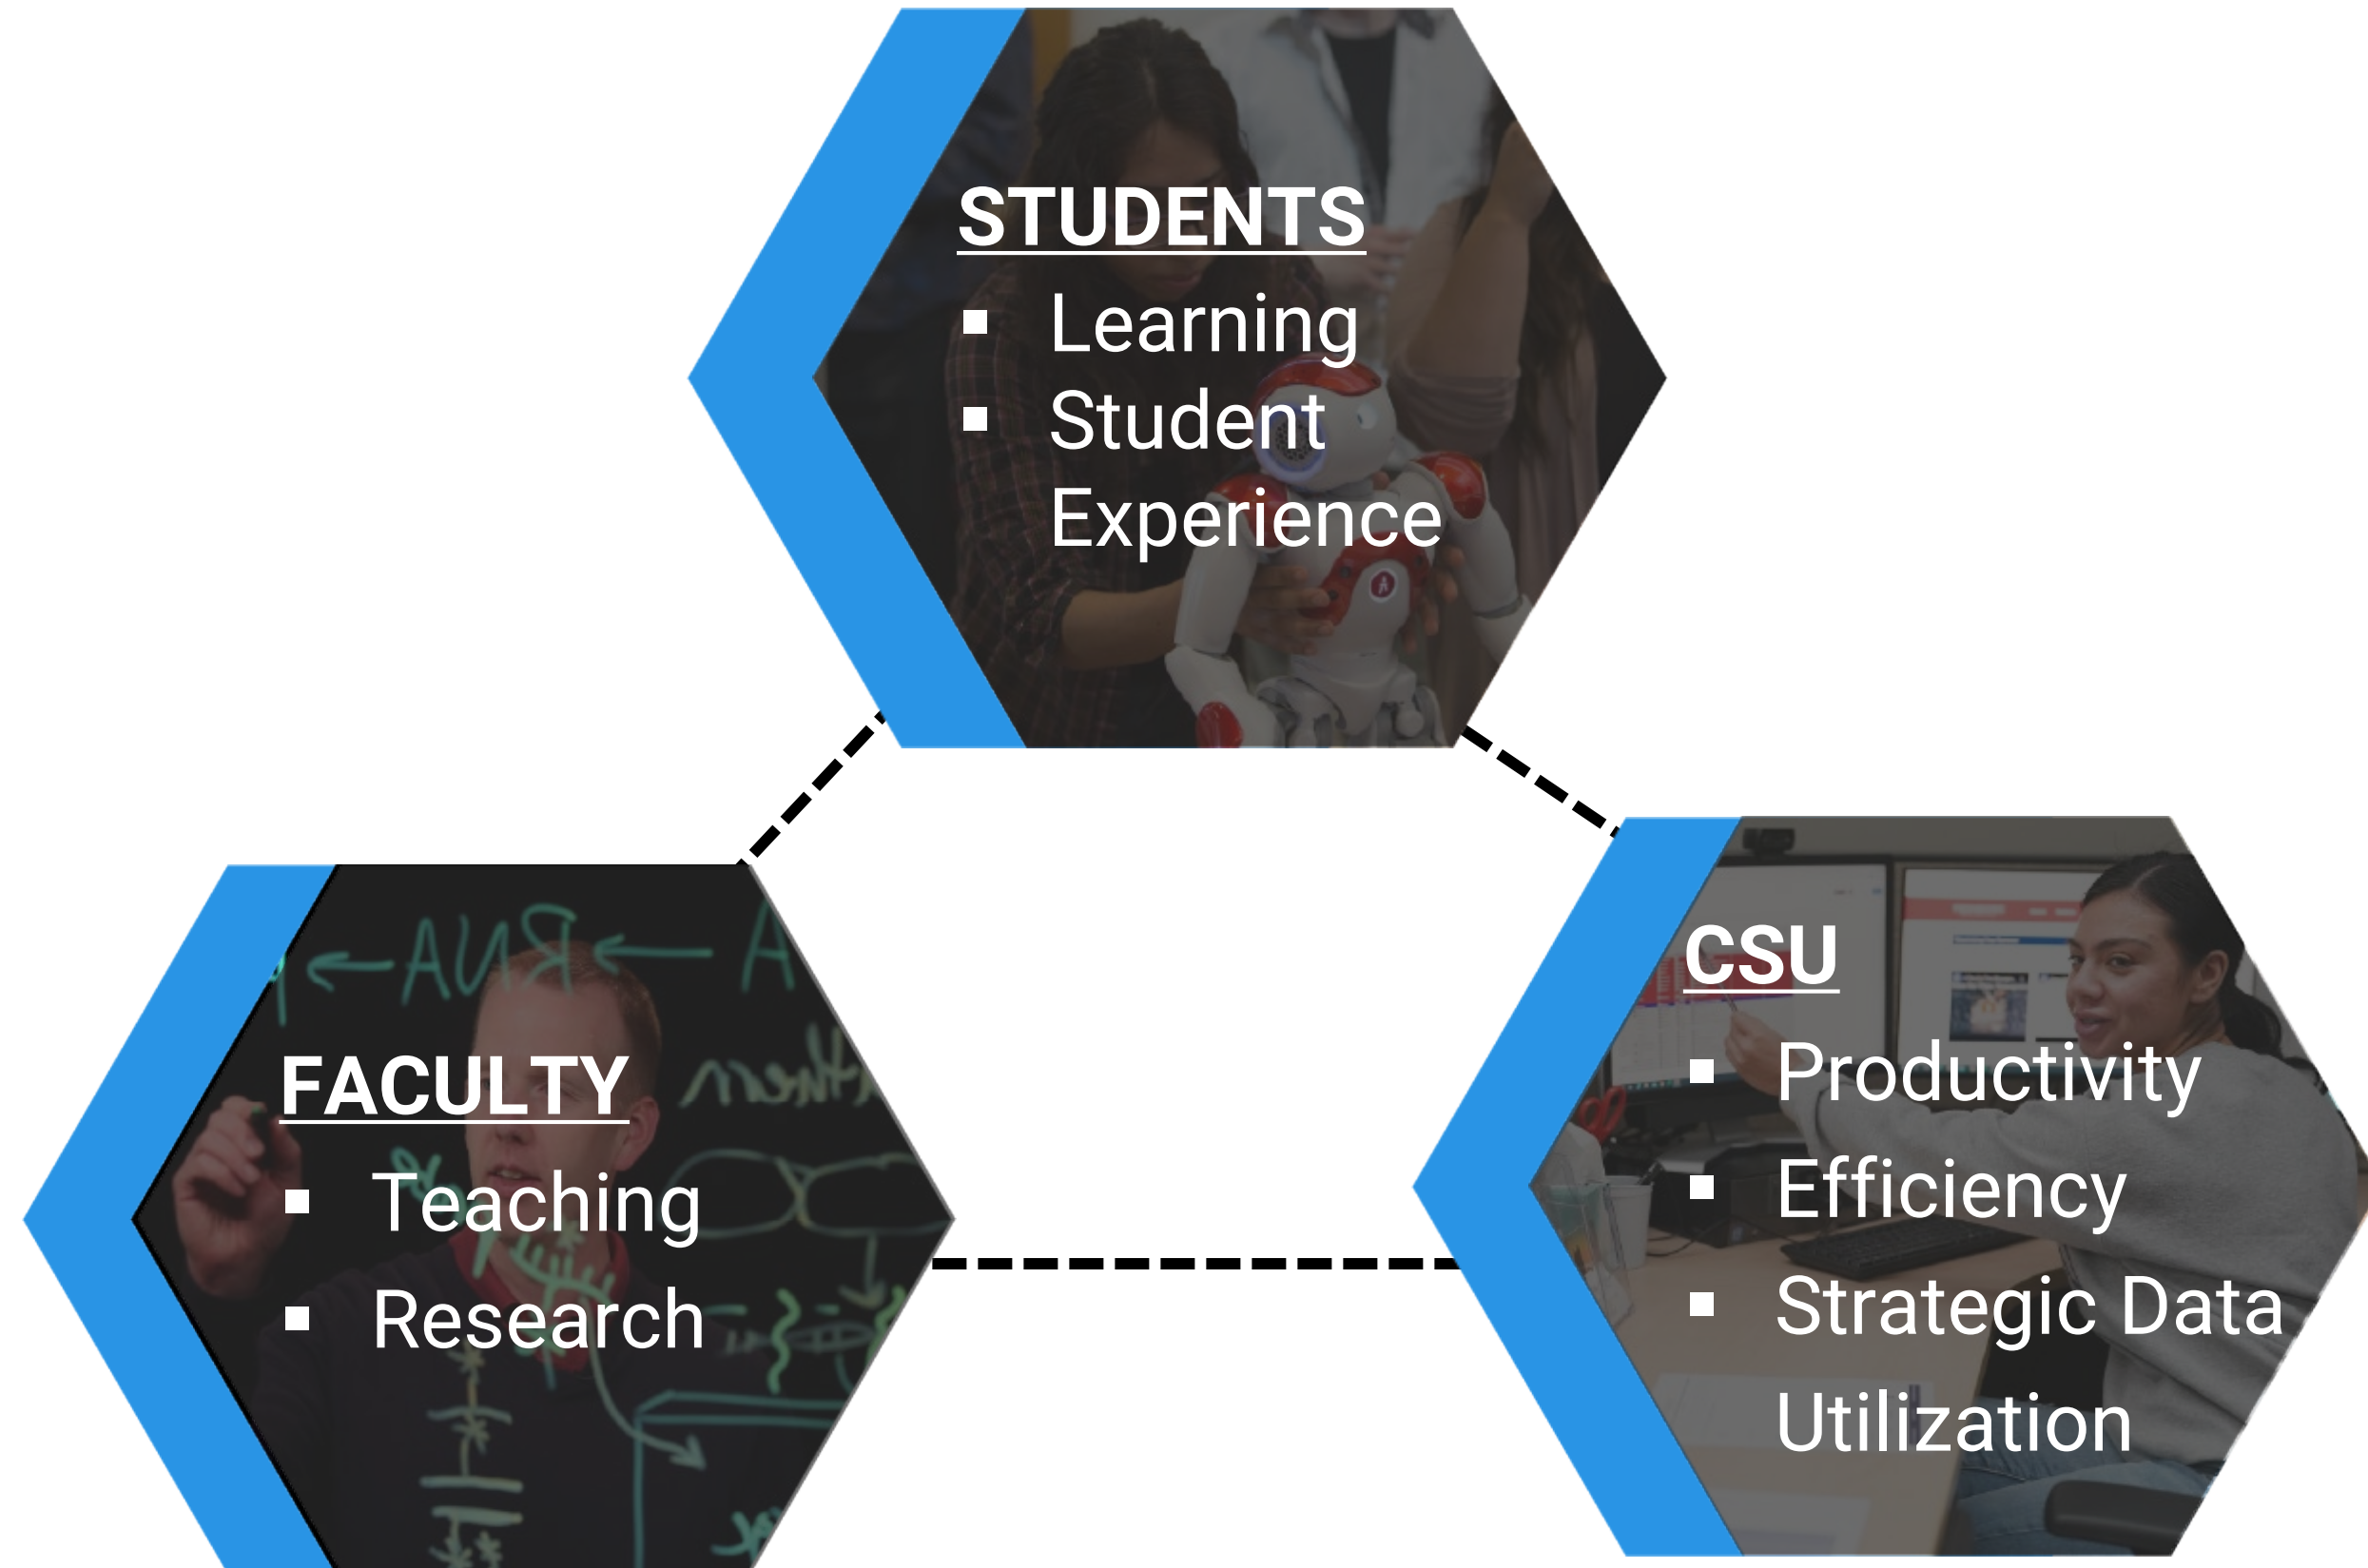 STUDENTS
▪ Learning
▪ Student
Experience
FACULTY
▪ Teaching
▪ Research
CSU
▪ Productivity
▪ Efficiency
▪ Strategic Data
Utilization